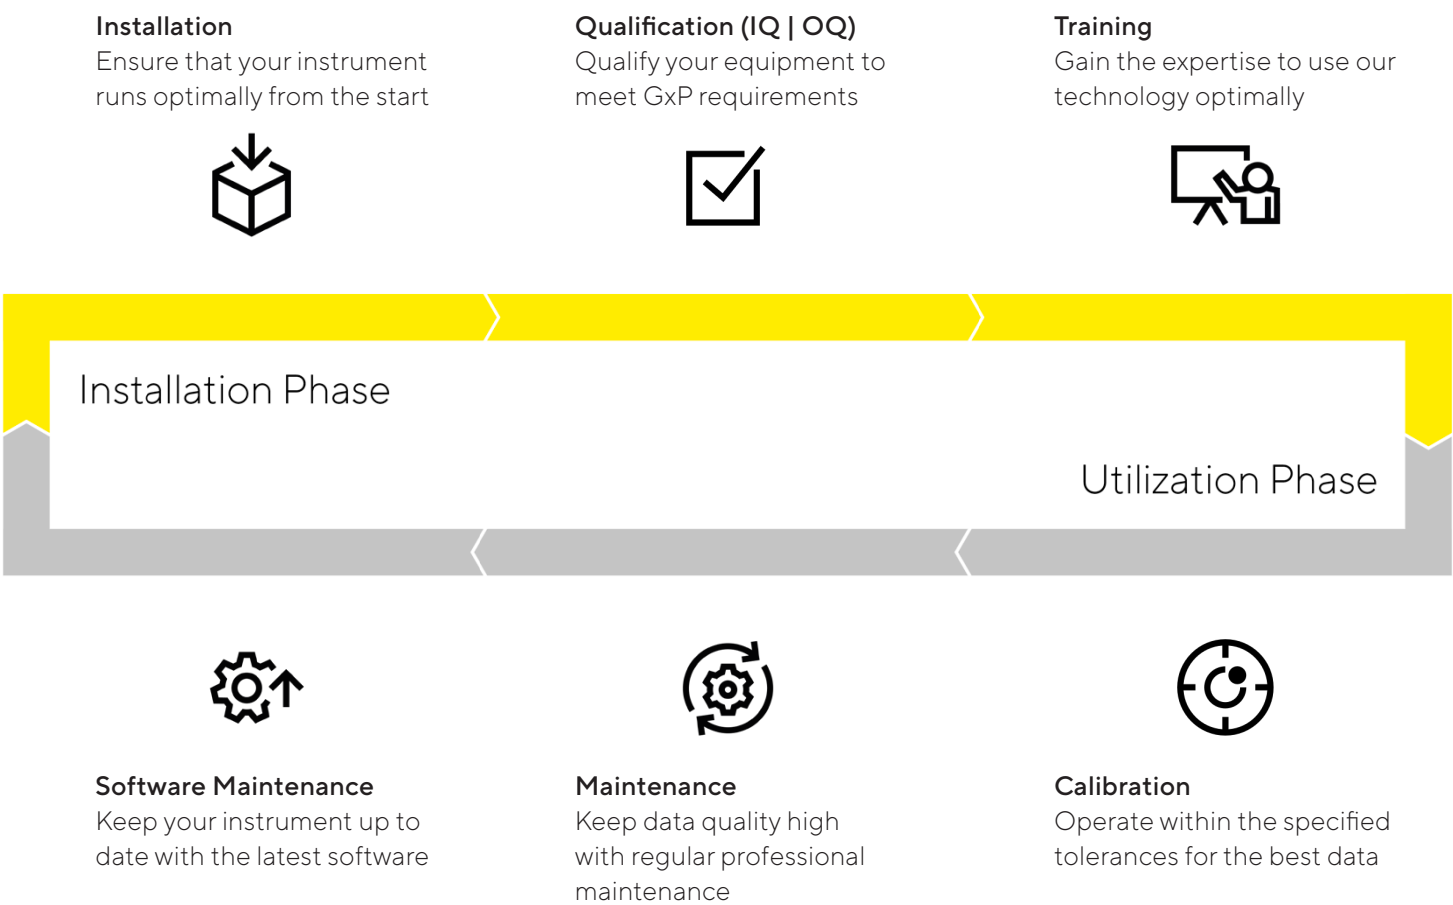 Installation
Ensure that your instrument
runs optimally from the start
Qualification (IQ | OQ)
Qualify your equipment to
meet GxP requirements
Training
Gain the expertise to use our
technology optimally
Installation Phase
Utilization Phase
Software Maintenance
Keep your instrument up to
date with the latest software
Maintenance
Keep data quality high
with regular professional
maintenance
Calibration
Operate within the specified
tolerances for the best data